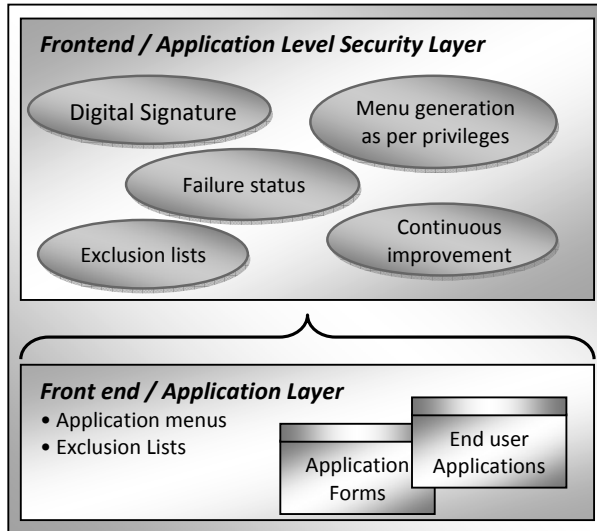 Frontend / Application Level Security Layer
Digital Signature
Menu generation
as per privileges
Failure status
Exclusion lists
Continuous
improvement
Front end / Application Layer
• Application menus
• Exclusion Lists
Application
Forms
End user
Applications